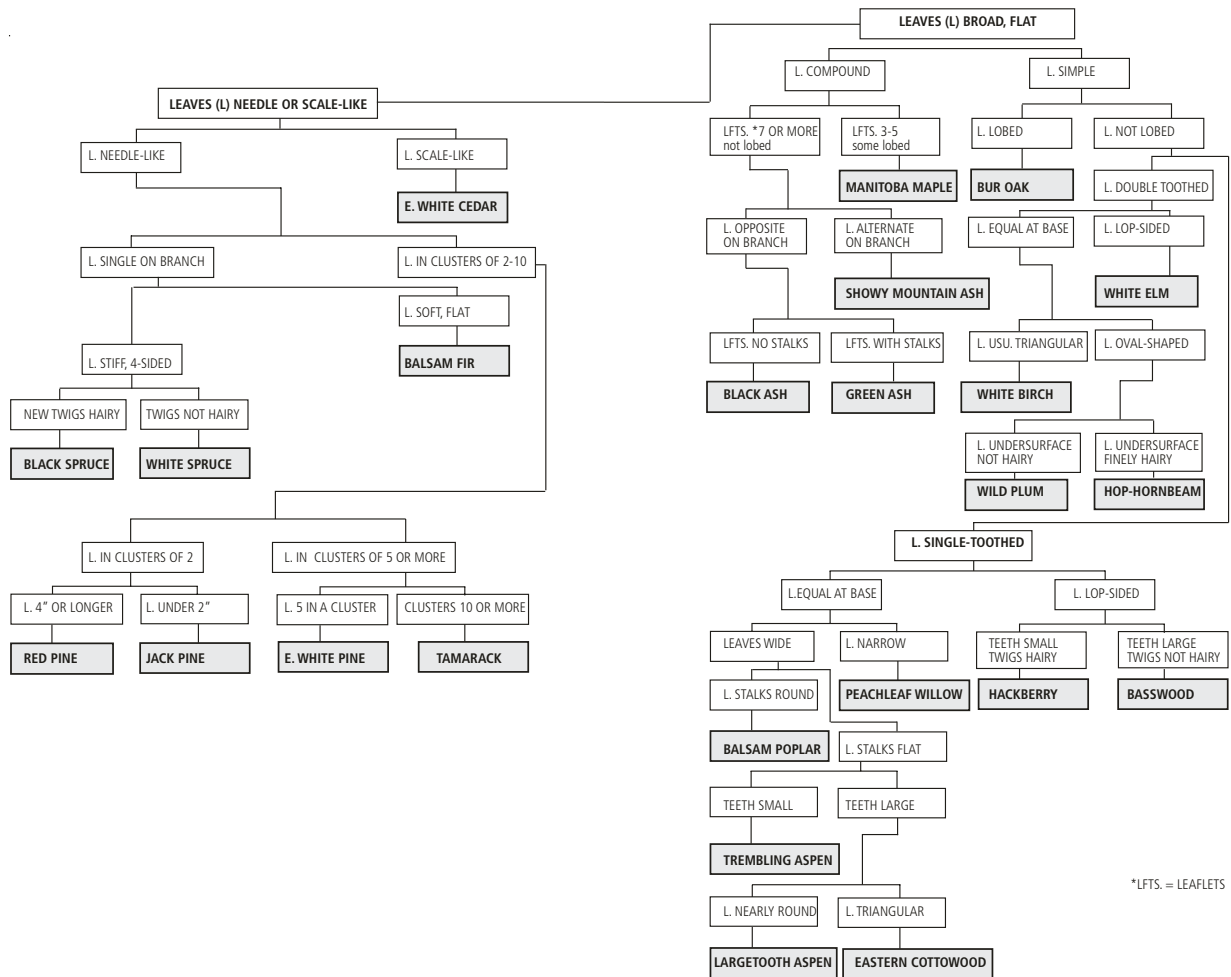 LEAVES (L) BROAD, FLAT
L. COMPOUND
L. SIMPLE
LEAVES (L) NEEDLE OR SCALE-LIKE
L. NEEDLE-LIKE
L. SCALE-LIKE
E. WHITE CEDAR
L. SINGLE ON BRANCH
L. IN CLUSTERS OF 2-10
L. SOFT, FLAT
BALSAM FIR
L. STIFF, 4-SIDED
NEW TWIGS HAIRY
TWIGS NOT HAIRY
BLACK SPRUCE
WHITE SPRUCE
L. IN CLUSTERS OF 2
L. IN CLUSTERS OF 5 OR MORE
L. 4" OR LONGER
L. UNDER 2"
L. 5 IN A CLUSTER
CLUSTERS 10 OR MORE
RED PINE
JACK PINE
E. WHITE PINE
TAMARACK
LFTS. *7 OR MORE
not lobed
LFTS. 3-5
some lobed
L. LOBED
L. NOT LOBED
MANITOBA MAPLE
BUR OAK
L. DOUBLE TOOTHED
L. OPPOSITE
ON BRANCH
L. ALTERNATE
ON BRANCH
L. EQUAL AT BASE
L. LOP-SIDED
SHOWY MOUNTAIN ASH
WHITE ELM
LFTS. NO STALKS
LFTS. WITH STALKS
L. USU. TRIANGULAR
L. OVAL-SHAPED
BLACK ASH
GREEN ASH
WHITE BIRCH
L. UNDERSURFACE
NOT HAIRY
L. UNDERSURFACE
FINELY HAIRY
WILD PLUM
HOP-HORNBEAM
L. SINGLE-TOOTHED
L.EQUAL AT BASE
L. LOP-SIDED
LEAVES WIDE
L. NARROW
TEETH SMALL
TWIGS HAIRY
TEETH LARGE
TWIGS NOT HAIRY
L. STALKS ROUND
PEACHLEAF WILLOW
HACKBERRY
BASSWOOD
BALSAM POPLAR
L. STALKS FLAT
TEETH SMALL
TEETH LARGE
TREMBLING ASPEN
*LFTS. = LEAFLETS
L. NEARLY ROUND
L. TRIANGULAR
LARGETOOTH ASPEN
EASTERN COTTOWOOD